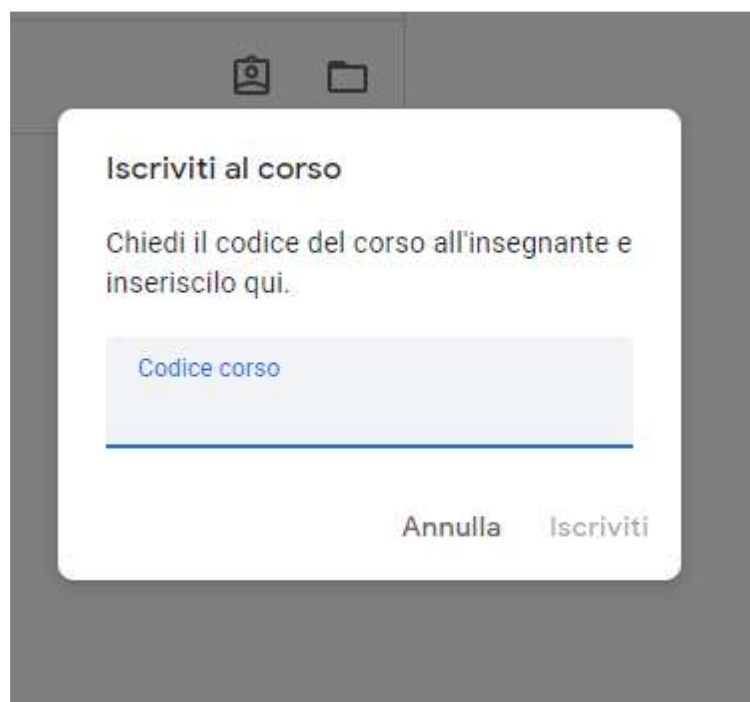 Iscriviti al corso
Chiedi il codice del corso all'insegnante e
inseriscilo qui.
Codice corso
Annulla Iscriviti